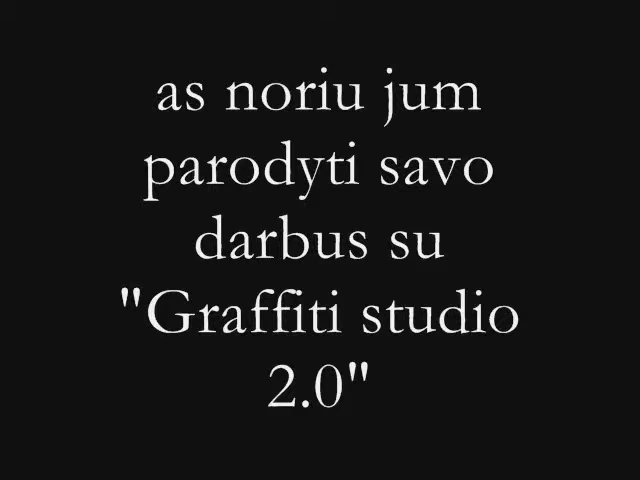 as noriu jum
parodyti savo
darbus su
"Graffiti studio
2.0"